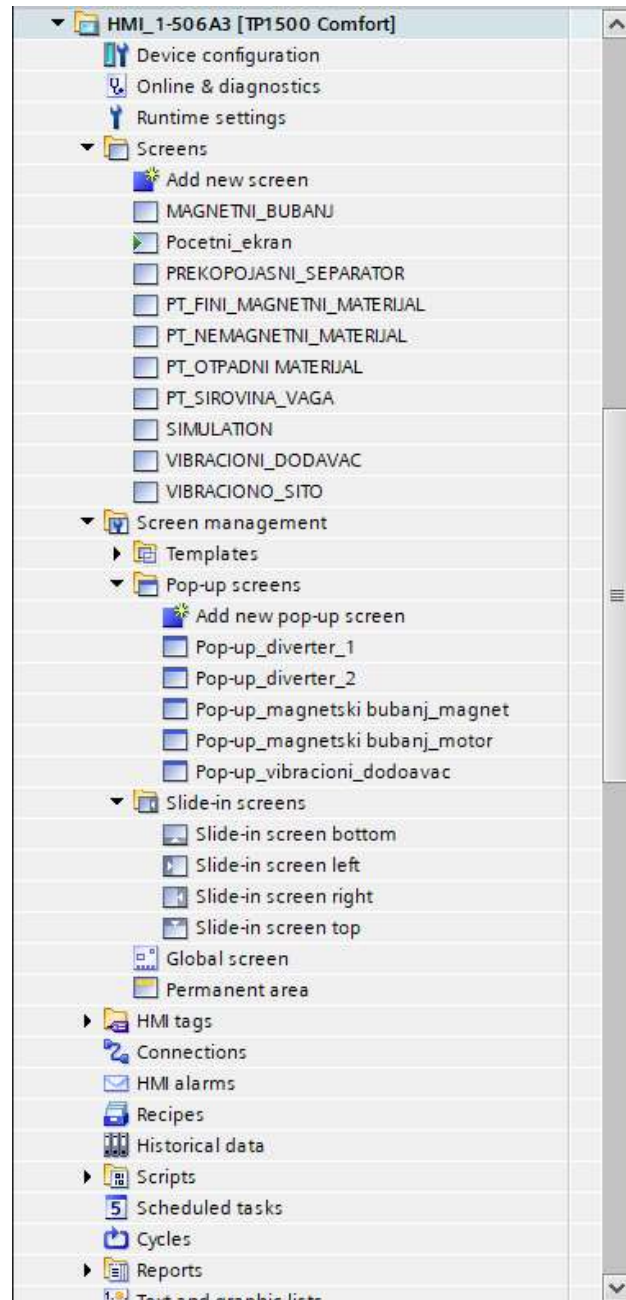 HMI_1-506A3 [TP1500 Comfort]
Device configuration
Online & diagnostics
Runtime settings
Screens
Add new screen
MAGNETNI_BUBANJ
Pocetni_ekran
PREKOPOJASNI_SEPARATOR
PT_FINI_MAGNETNI_MATERIJAL
PT_NEMAGNETNI_MATERIJAL
PT_OTPADNI MATERIJAL
PT_SIROVINA_VAGA
SIMULATION
VIBRACIONI_DODAVAC
VIBRACIONO_SITO
Screen management
Templates
Pop-up screens
Add new pop-up screen
Pop-up_diverter_1
Pop-up_diverter_2
Pop-up_magnetski bubanj_magnet
Pop-up_magnetski bubanj_motor
Pop-up_vibracioni_dodoavac
Slide-in screens
Slide-in screen bottom
Slide-in screen left
Slide-in screen right
Slide-in screen top
Global screen
Permanent area
HMI tags
Connections
HMI alarms
Recipes
Historical data
Scripts
Scheduled tasks
Cycles
Reports
Text and graphic lists